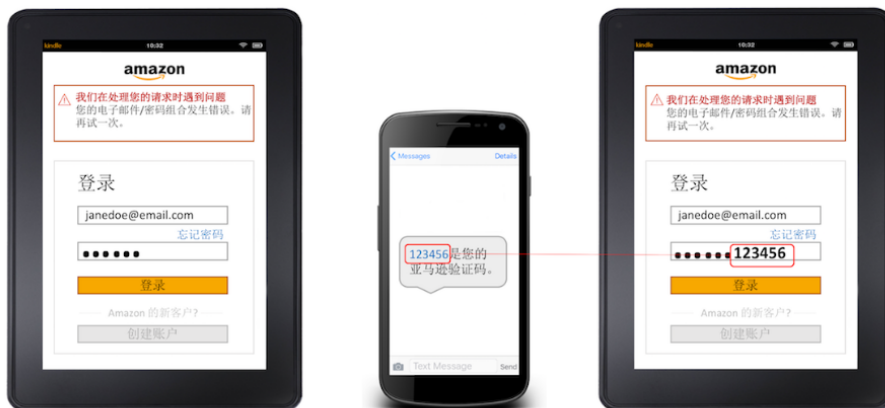 kindle 10:32
amazon
我们在处理您的请求时遇到问题
您的电子邮件/密码组合发生错误。请
再试一次。
登录
janedoe@email.com
忘记密码
登录
Amazon 的新客户?
创建账户
Messages Details
123456是您的
亚马逊验证码。
Text Message Send
kindle 10:32
amazon
我们在处理您的请求时遇到问题
您的电子邮件/密码组合发生错误。请
再试一次。
登录
janedoe@email.com
忘记密码
123456
登录
Amazon 的新客户?
创建账户